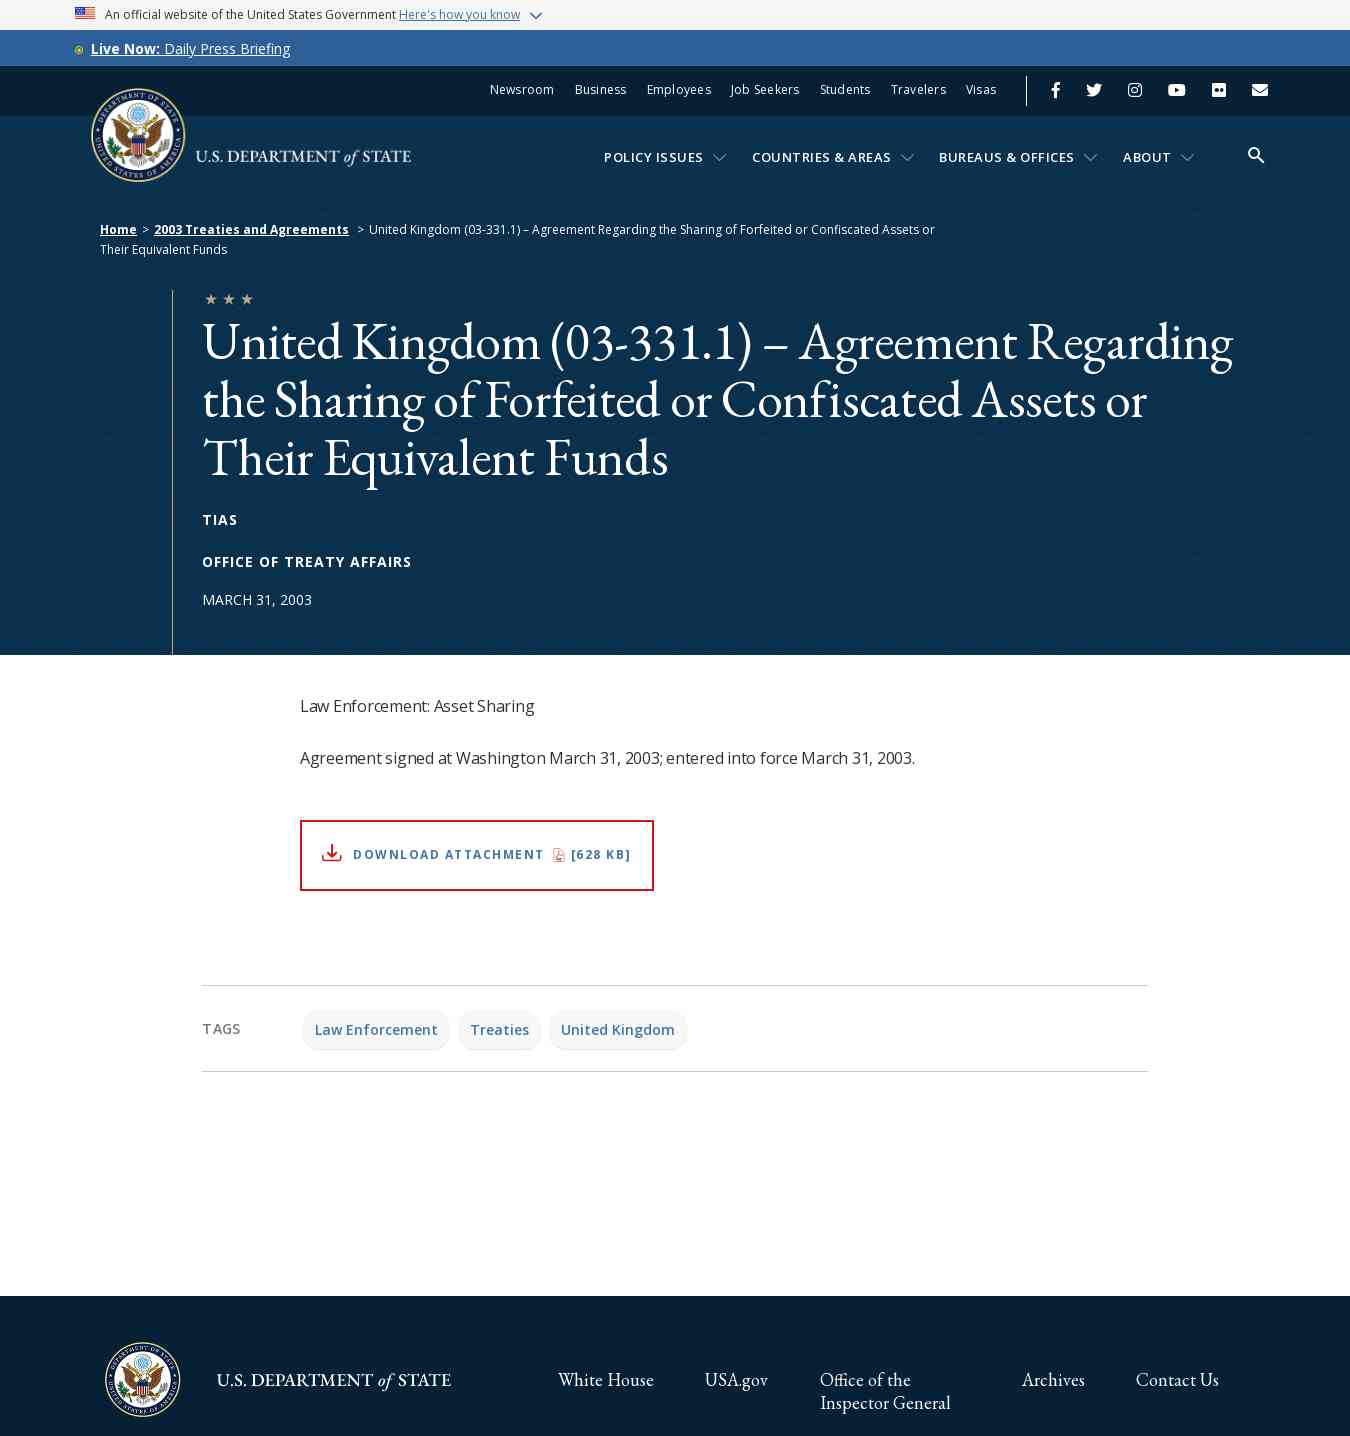 An official website of the United States Government Here's how you know
Live Now: Daily Press Briefing
Newsroom Business Employees Job Seekers Students Travelers Visas
U.S. DEPARTMENT of STATE
POLICY ISSUES COUNTRIES & AREAS BUREAUS & OFFICES ABOUT
Home > 2003 Treaties and Agreements > United Kingdom (03-331.1) – Agreement Regarding the Sharing of Forfeited or Confiscated Assets or
Their Equivalent Funds
United Kingdom (03-331.1) – Agreement Regarding
the Sharing of Forfeited or Confiscated Assets or
Their Equivalent Funds
TIAS
OFFICE OF TREATY AFFAIRS
MARCH 31, 2003
Law Enforcement: Asset Sharing
Agreement signed at Washington March 31, 2003; entered into force March 31, 2003.
DOWNLOAD ATTACHMENT [628 KB]
TAGS Law Enforcement Treaties United Kingdom
U.S. DEPARTMENT of STATE
White House USA.gov Office of the Archives Contact Us
Inspector General